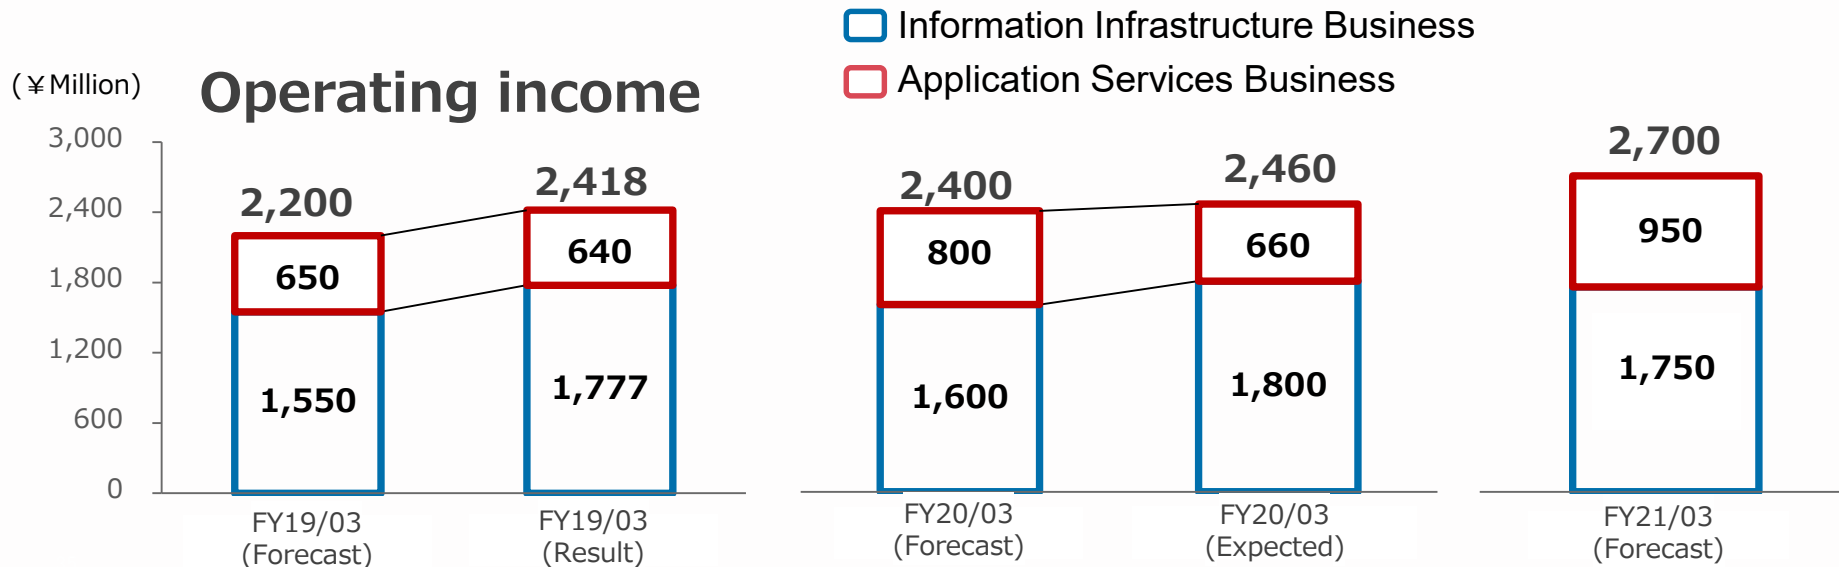 Information Infrastructure Business
Application Services Business
(¥Million)
Operating income
3,000
2,400
1,800
1,200
600
0
2,200
650
1,550
2,418
640
1,777
2,400
800
1,600
2,460
660
1,800
2,700
950
1,750
FY19/03
(Forecast)
FY19/03
(Result)
FY20/03
(Forecast)
FY20/03
(Expected)
FY21/03
(Forecast)